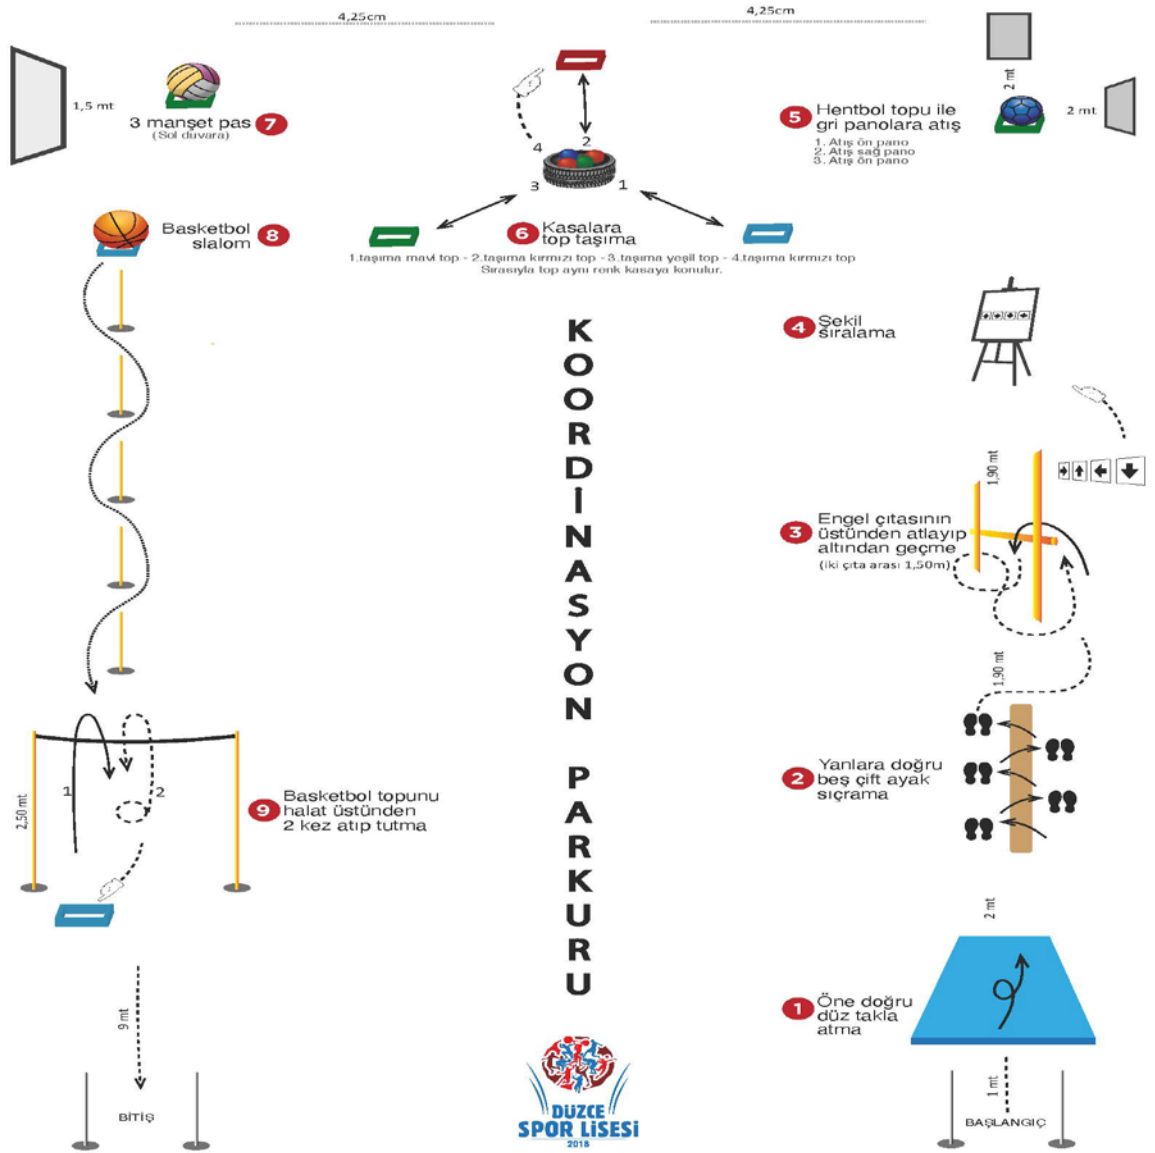 4,25cm
4,25cm
1,5 mt
3 manşet pas 7
(Sol duvara)
2 mt
2 mt
5 Hentbol topu ile
gri panolara atış
1. Atış ön pano
2. Atış sağ pano
3. Atış ön pano
4
2
3
1
Basketbol
slalom 8
6 Kasalara
top taşıma
1.taşıma mavi top - 2.taşıma kırmızı top - 3.taşıma yeşil top - 4.taşıma kırmızı top
Sırasıyla top aynı renk kasaya konulur.
4 Şekil
sıralama
KOORDİNASYON PARKURU
1,90 mt
3 Engel çıtasının
üstünden atlayıp
altından geçme
(iki çıta arası 1,50m)
1,90 mt
2 Yanlara doğru
beş çift ayak
sıçrama
1
2
2,50 mt
9 Basketbol topunu
halat üstünden
2 kez atıp tutma
2 mt
1 Öne doğru
düz takla
atma
9 mt
1 mt
BİTİŞ
BAŞLANGIÇ
DÜZCE
SPOR LİSESİ
2018